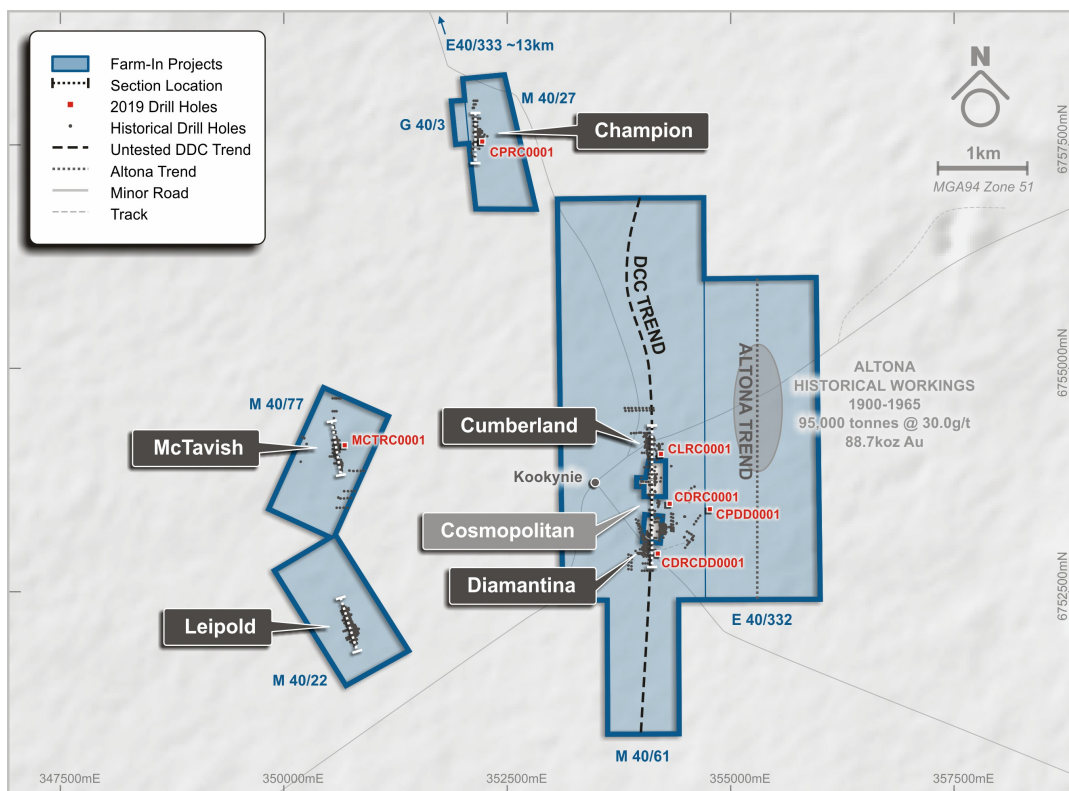 Farm-In Projects
Section Location
2019 Drill Holes
Historical Drill Holes
Untested DDC Trend
Altona Trend
Minor Road
Track
E40/333 ~13km
M 40/27
G 40/3
Champion
CPRC0001
N
1km
MGA94 Zone 51
6757500mN
DCC TREND
ALTONA TREND
ALTONA
HISTORICAL WORKINGS
1900-1965
95,000 tonnes @ 30.0g/t
88.7koz Au
6755000mN
M 40/77
McTavish
MCTRC0001
Cumberland
CLRC0001
Kookynie
CDRC0001
CPDD0001
Cosmopolitan
CDRCDD0001
Diamantina
6752500mN
E 40/332
Leipold
M 40/22
M 40/61
347500mE
350000mE
352500mE
355000mE
357500mE